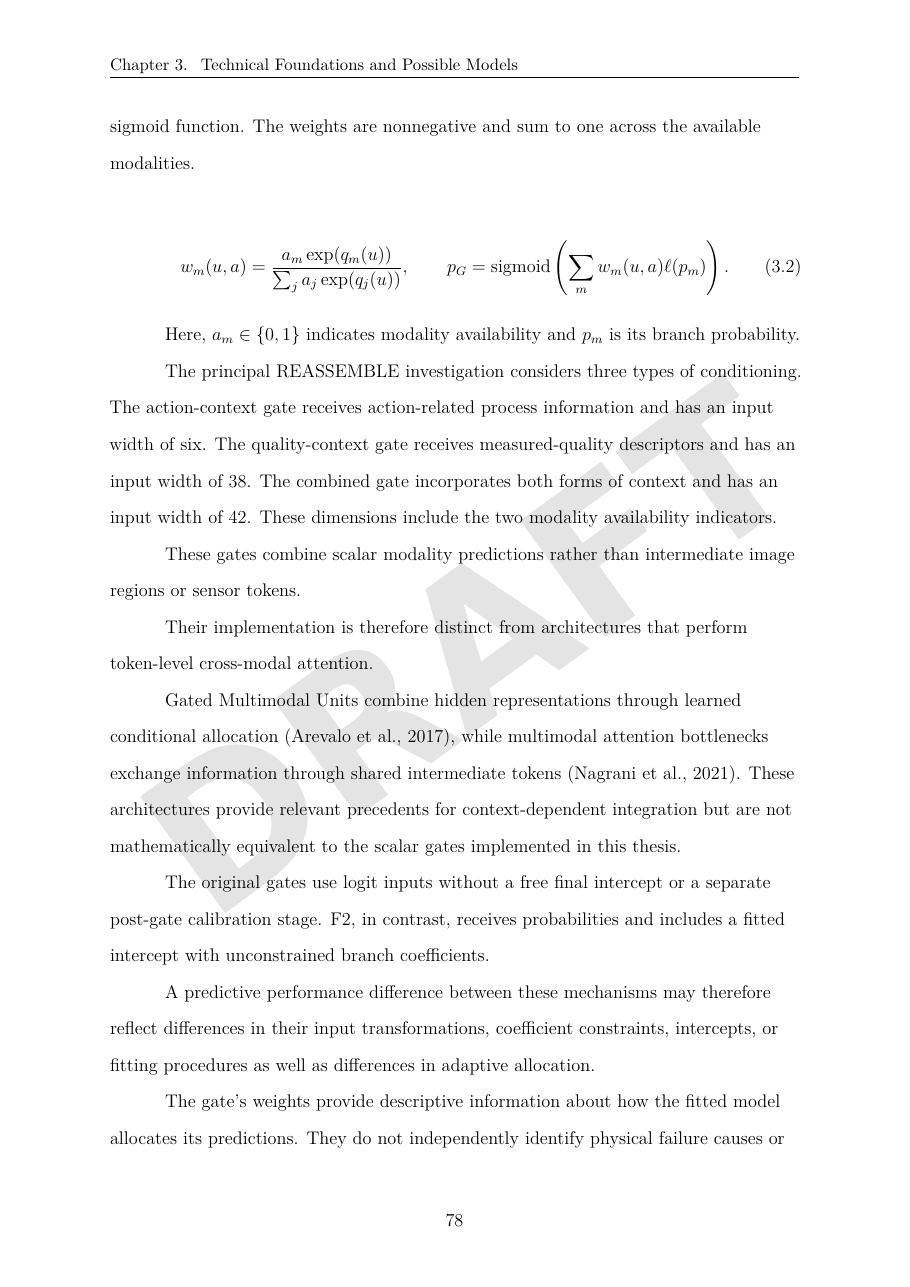 Chapter 3. Technical Foundations and Possible Models
sigmoid function. The weights are nonnegative and sum to one across the available
modalities.
w_m(u, a) = a_m exp(q_m(u)) / ∑_j a_j exp(q_j(u)), p_G = sigmoid(∑_m w_m(u, a)ℓ(p_m)). (3.2)
Here, a_m ∈ {0, 1} indicates modality availability and p_m is its branch probability.
The principal REASSEMBLE investigation considers three types of conditioning.
The action-context gate receives action-related process information and has an input
width of six. The quality-context gate receives measured-quality descriptors and has an
input width of 38. The combined gate incorporates both forms of context and has an
input width of 42. These dimensions include the two modality availability indicators.
These gates combine scalar modality predictions rather than intermediate image
regions or sensor tokens.
Their implementation is therefore distinct from architectures that perform
token-level cross-modal attention.
Gated Multimodal Units combine hidden representations through learned
conditional allocation (Arevalo et al., 2017), while multimodal attention bottlenecks
exchange information through shared intermediate tokens (Nagrani et al., 2021). These
architectures provide relevant precedents for context-dependent integration but are not
mathematically equivalent to the scalar gates implemented in this thesis.
The original gates use logit inputs without a free final intercept or a separate
post-gate calibration stage. F2, in contrast, receives probabilities and includes a fitted
intercept with unconstrained branch coefficients.
A predictive performance difference between these mechanisms may therefore
reflect differences in their input transformations, coefficient constraints, intercepts, or
fitting procedures as well as differences in adaptive allocation.
The gate's weights provide descriptive information about how the fitted model
allocates its predictions. They do not independently identify physical failure causes or
78
DRAFT